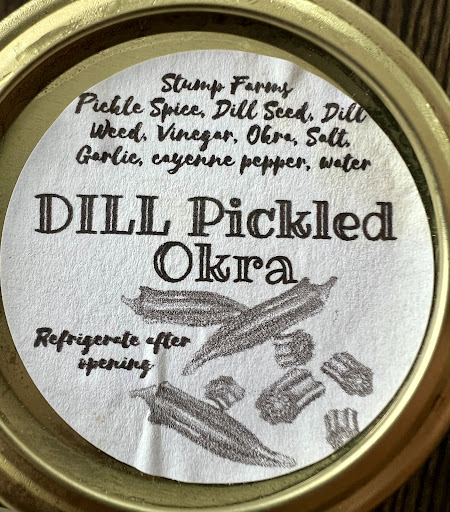 Stump Farms
Pickle Spice, Dill Seed, Dill
Weed, Vinegar, Okra, Salt,
Garlic, cayenne pepper, water
DILL Pickled
Okra
Refrigerate after
opening